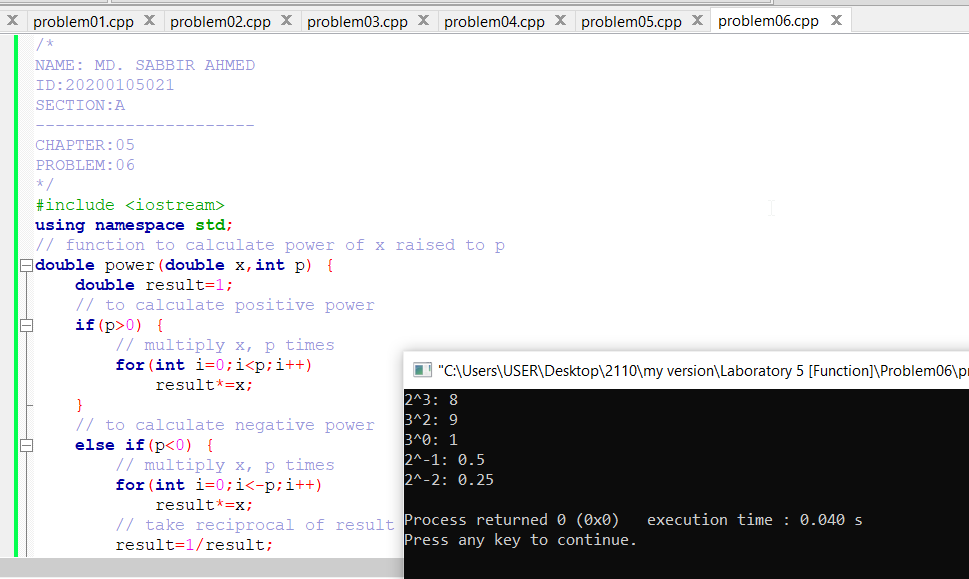 problem01.cpp problem02.cpp problem03.cpp problem04.cpp problem05.cpp problem06.cpp
/*
NAME: MD. SABBIR AHMED
ID:20200105021
SECTION:A
----------------------
CHAPTER:05
PROBLEM:06
*/
#include <iostream>
using namespace std;
// function to calculate power of x raised to p
double power(double x,int p) {
    double result=1;
    // to calculate positive power
    if(p>0) {
        // multiply x, p times
        for(int i=0;i<p;i++)
            result*=x;
    }
    // to calculate negative power
    else if(p<0) {
        // multiply x, p times
        for(int i=0;i<-p;i++)
            result*=x;
        // take reciprocal of result
        result=1/result;
"C:\Users\USER\Desktop\2110\my version\Laboratory 5 [Function]\Problem06\pr
2^3: 8
3^2: 9
3^0: 1
2^-1: 0.5
2^-2: 0.25
Process returned 0 (0x0)   execution time : 0.040 s
Press any key to continue.